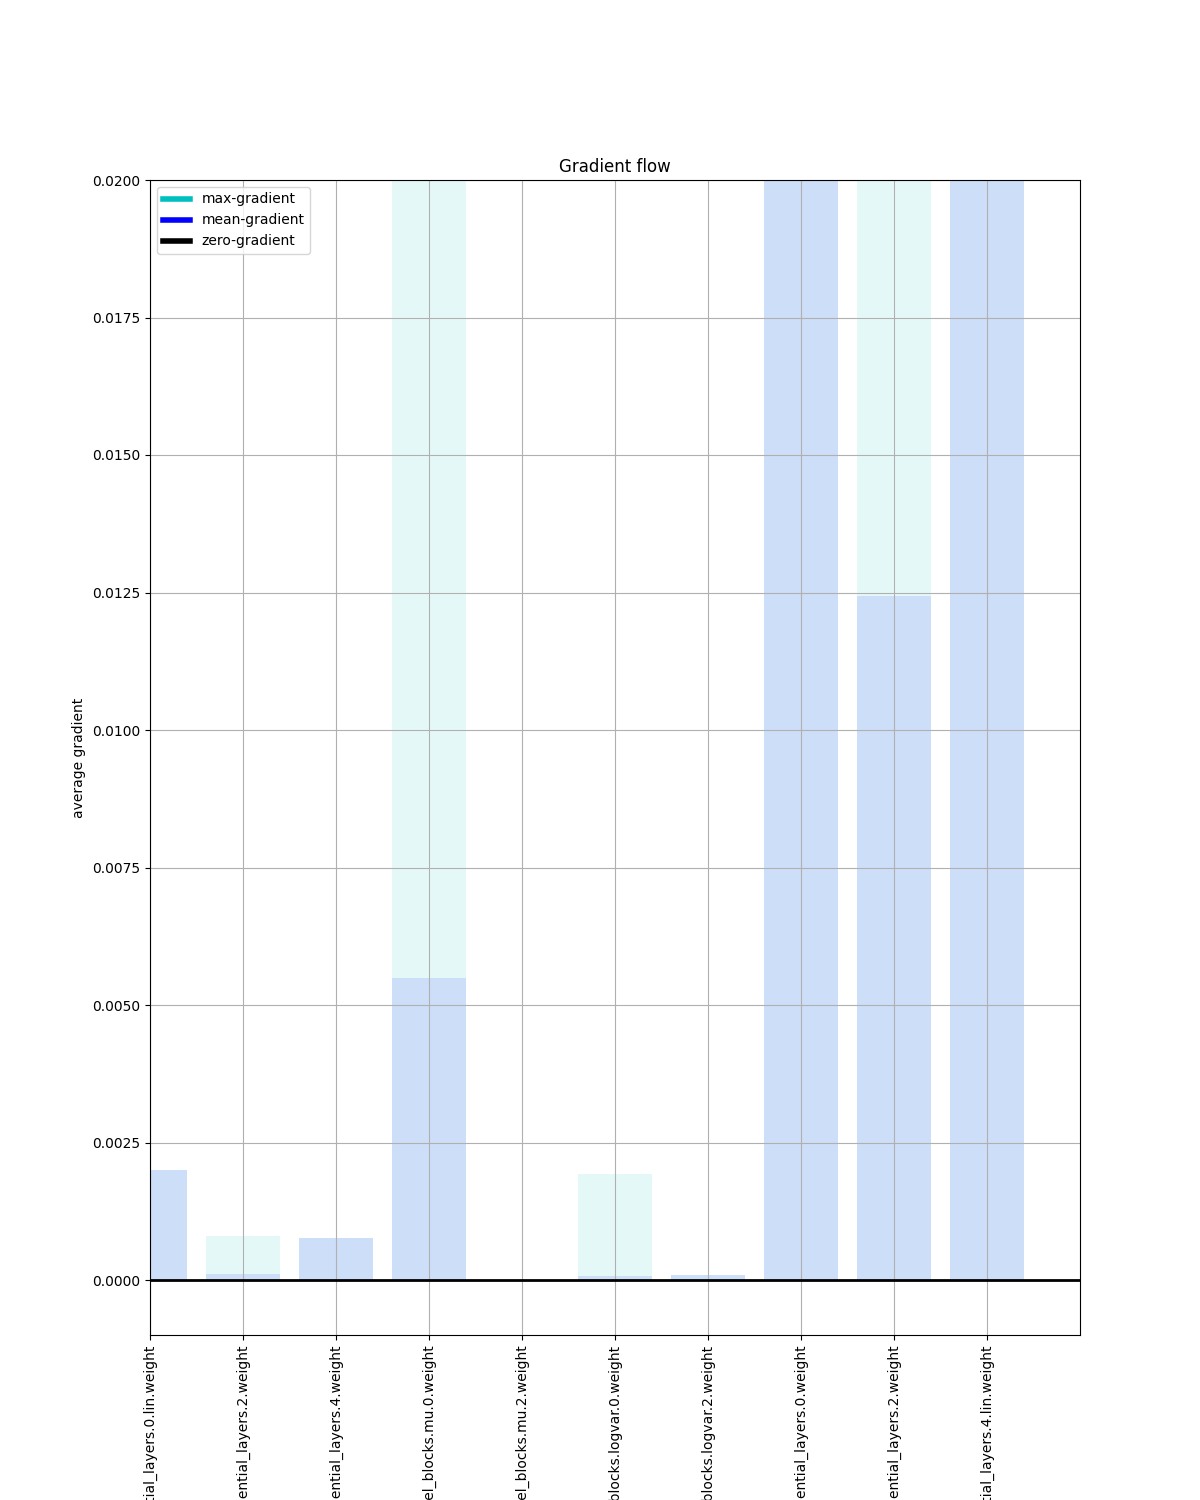 Gradient flow
max-gradient
mean-gradient
zero-gradient
0.0200
0.0175
0.0150
0.0125
0.0100
0.0075
0.0050
0.0025
0.0000
average gradient
tial_layers.0.lin.weight
ential_layers.2.weight
ential_layers.4.weight
el_blocks.mu.0.weight
el_blocks.mu.2.weight
blocks.logvar.0.weight
blocks.logvar.2.weight
ential_layers.0.weight
ential_layers.2.weight
tial_layers.4.lin.weight